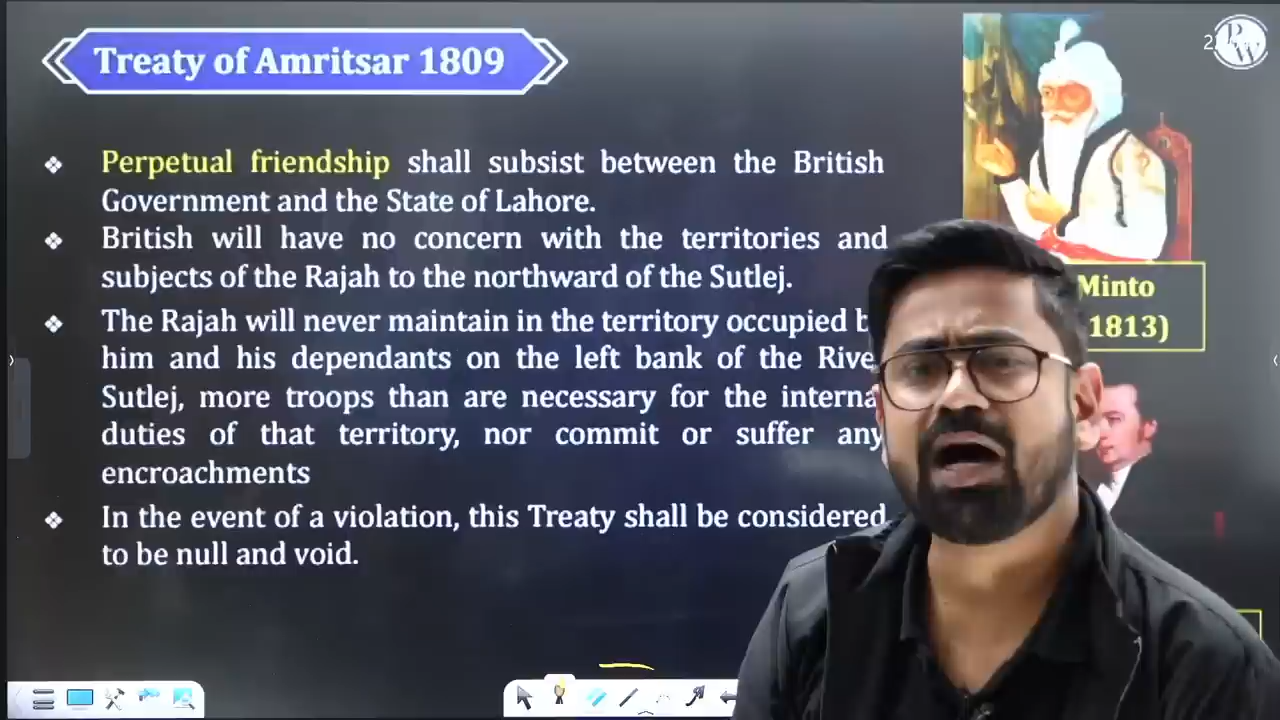 Treaty of Amritsar 1809
Perpetual friendship shall subsist between the British
Government and the State of Lahore.
British will have no concern with the territories and
subjects of the Rajah to the northward of the Sutlej.
The Rajah will never maintain in the territory occupied
him and his dependants on the left bank of the
Sutlej, more troops than are necessary for the
duties of that territory, nor commit or suffer any
encroachments
In the event of a violation, this Treaty shall be considered
to be null and void.
PW
Minto
1813)